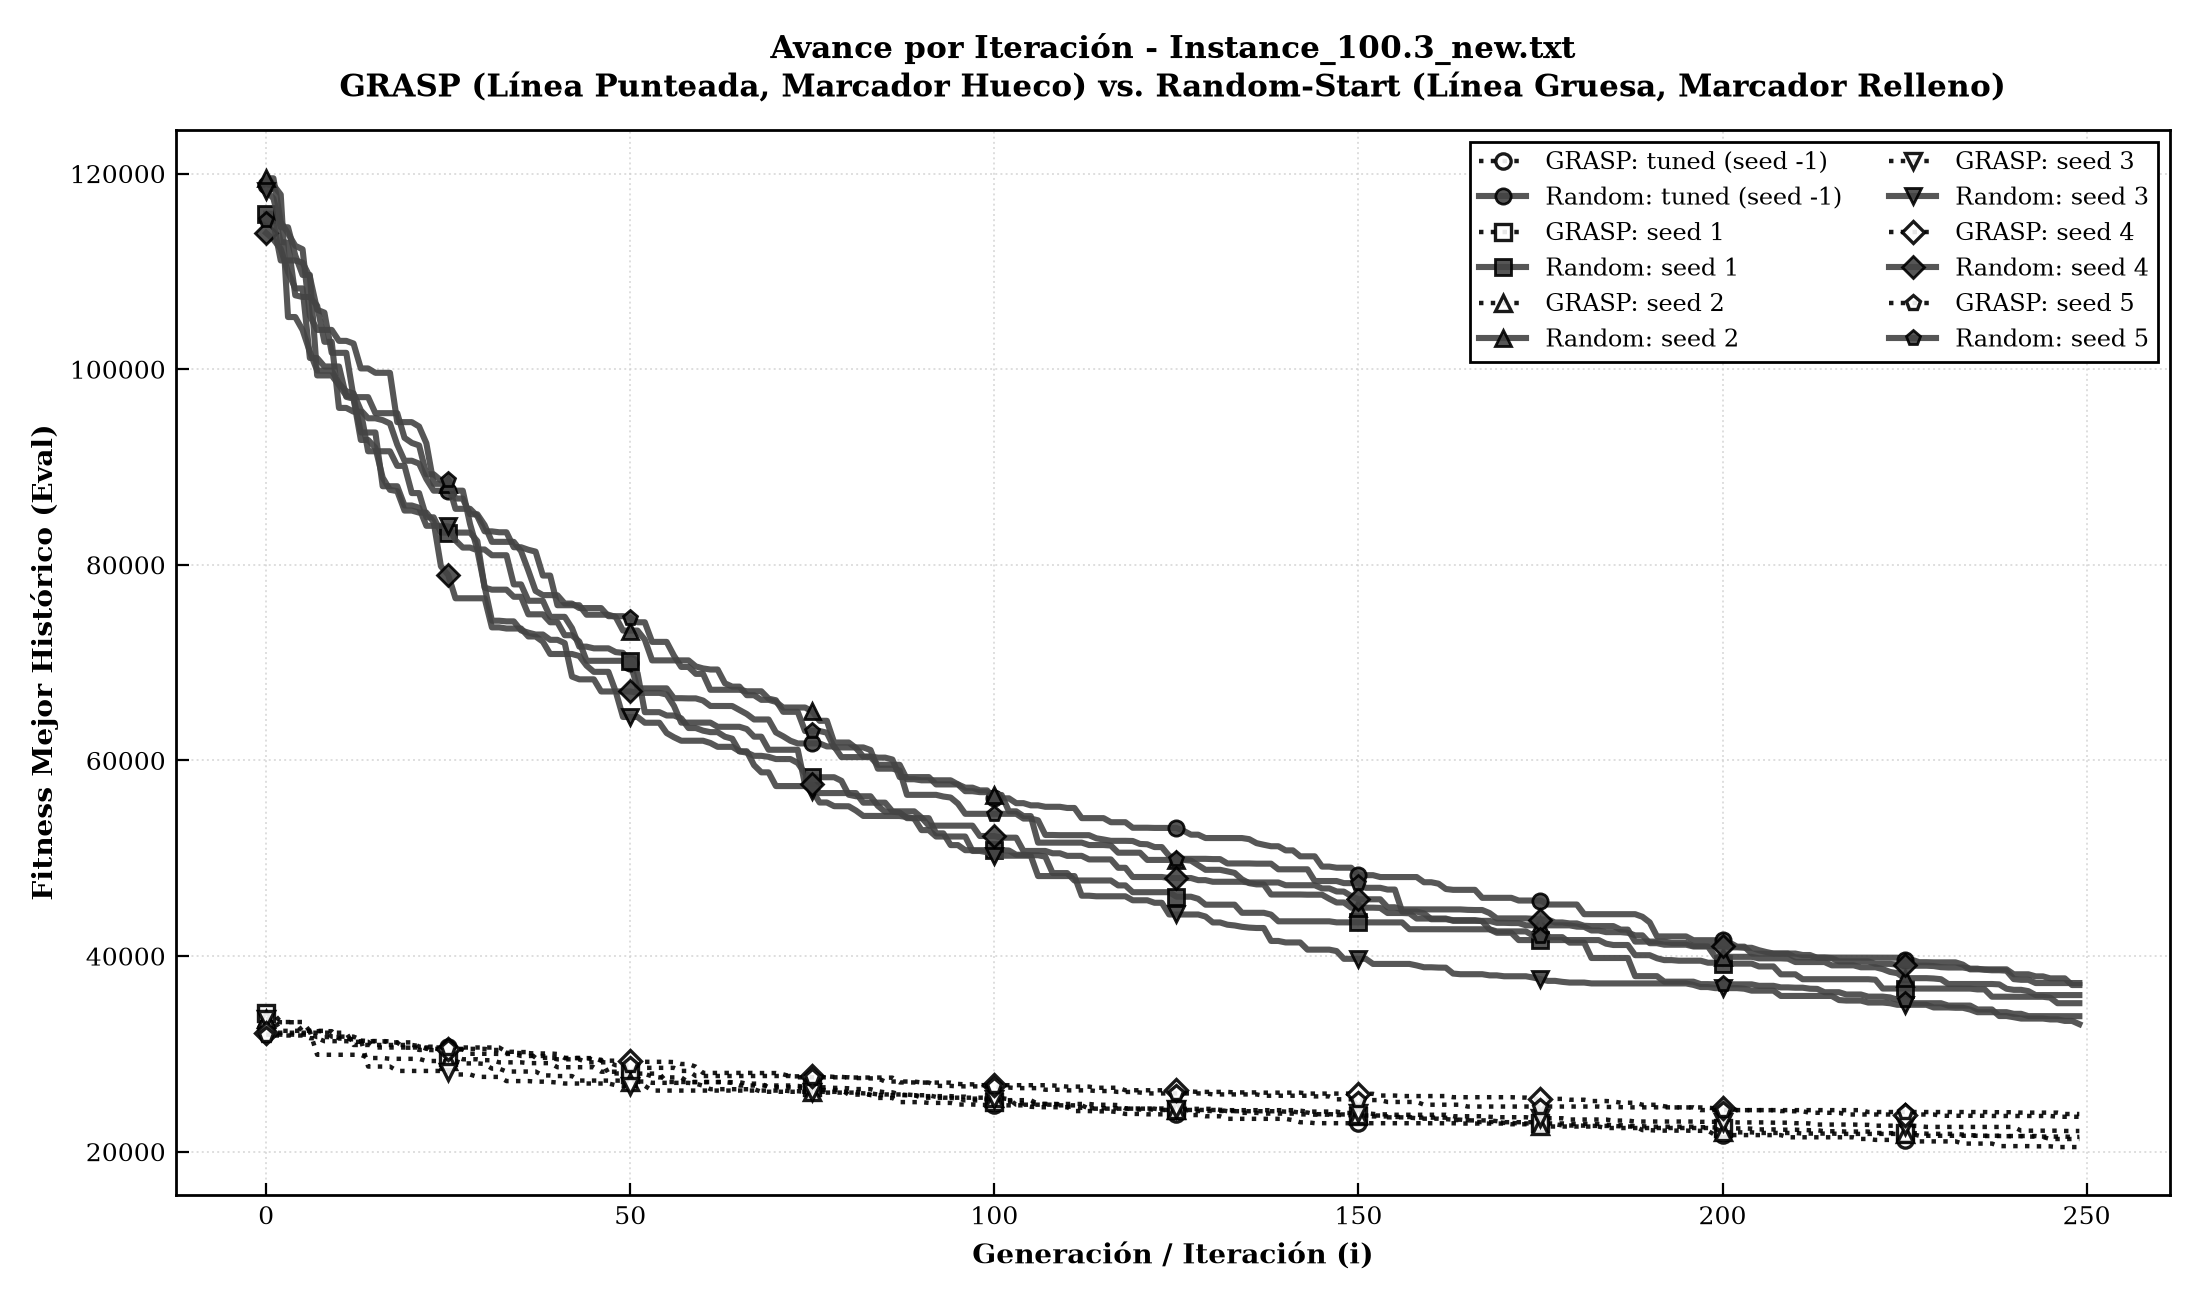 Avance por Iteración - Instance_100.3_new.txt
GRASP (Línea Punteada, Marcador Hueco) vs. Random-Start (Línea Gruesa, Marcador Relleno)
GRASP: tuned (seed -1)
Random: tuned (seed -1)
GRASP: seed 1
Random: seed 1
GRASP: seed 2
Random: seed 2
GRASP: seed 3
Random: seed 3
GRASP: seed 4
Random: seed 4
GRASP: seed 5
Random: seed 5
Fitness Mejor Histórico (Eval)
120000
100000
80000
60000
40000
20000
0 50 100 150 200 250
Generación / Iteración (i)